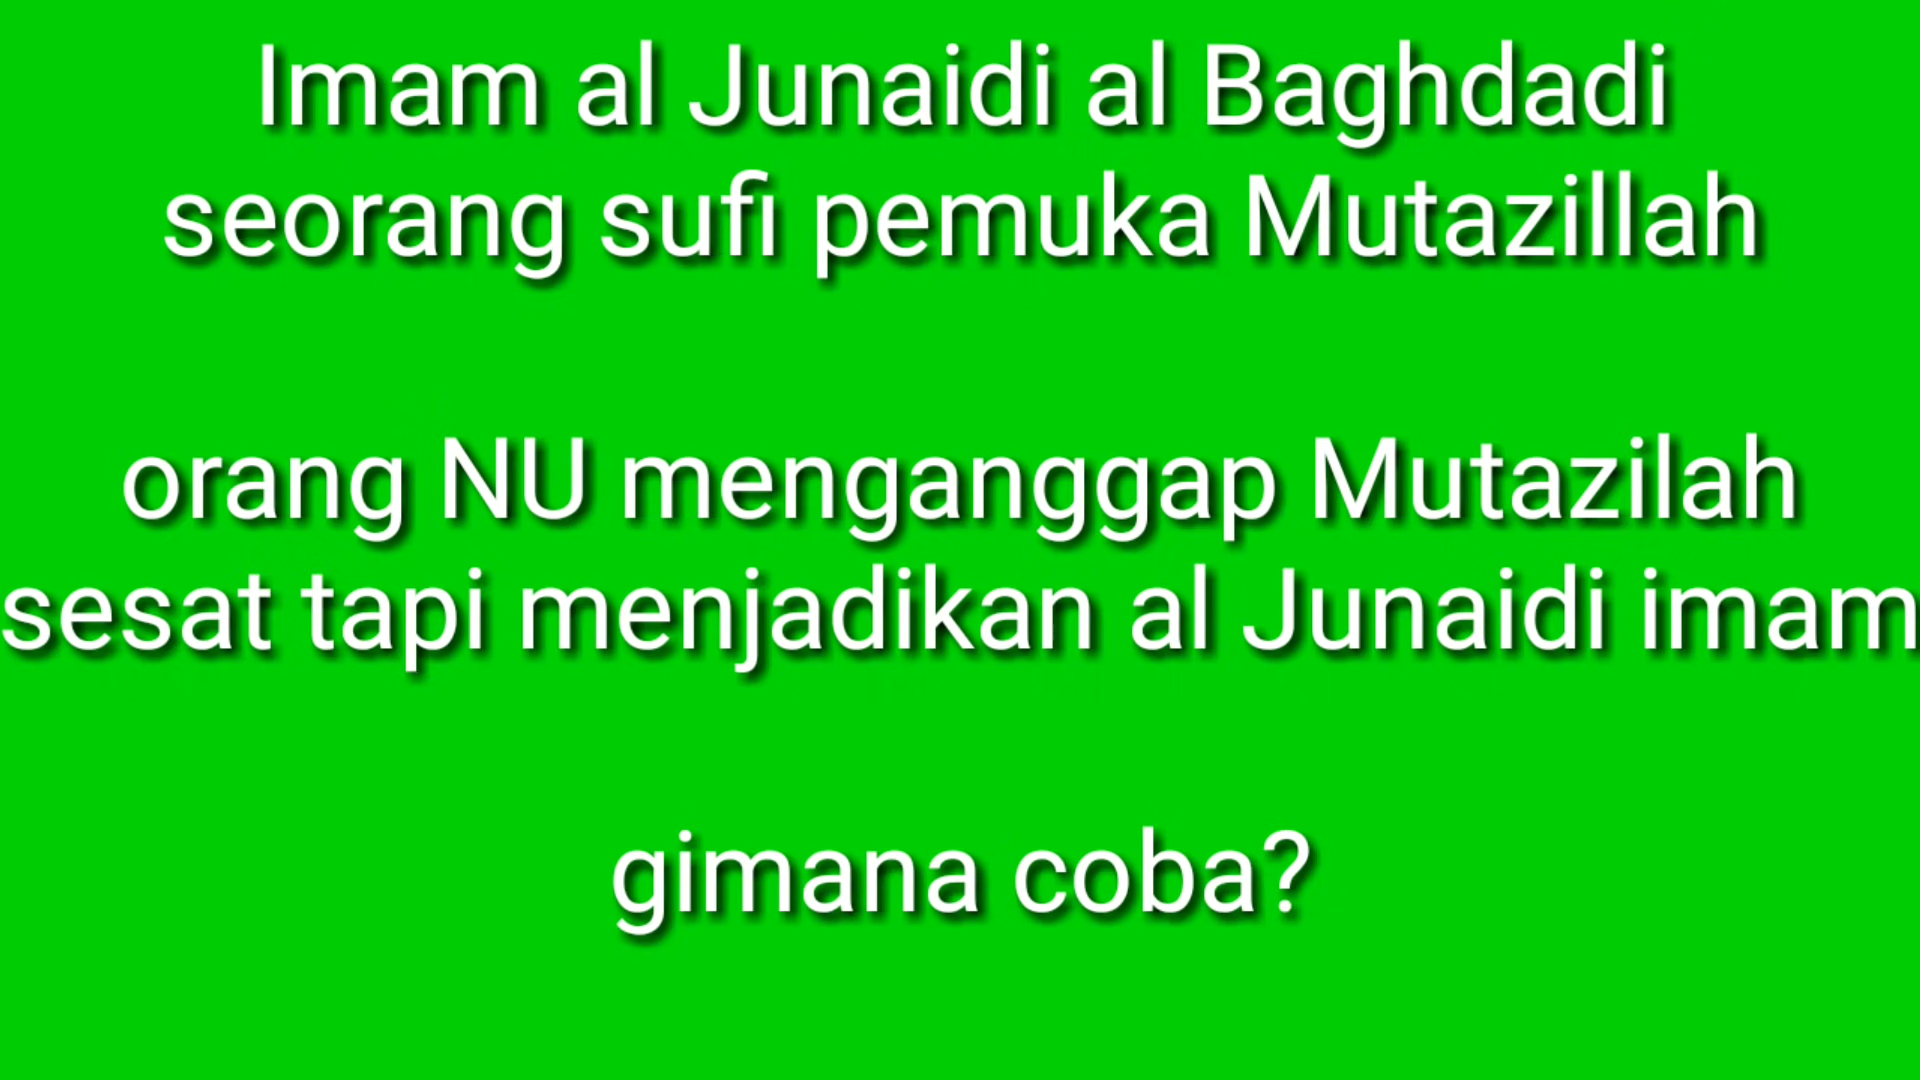 Imam al Junaidi al Baghdadi
seorang sufi pemuka Mutazillah
orang NU menganggap Mutazilah
sesat tapi menjadikan al Junaidi imam
gimana coba?